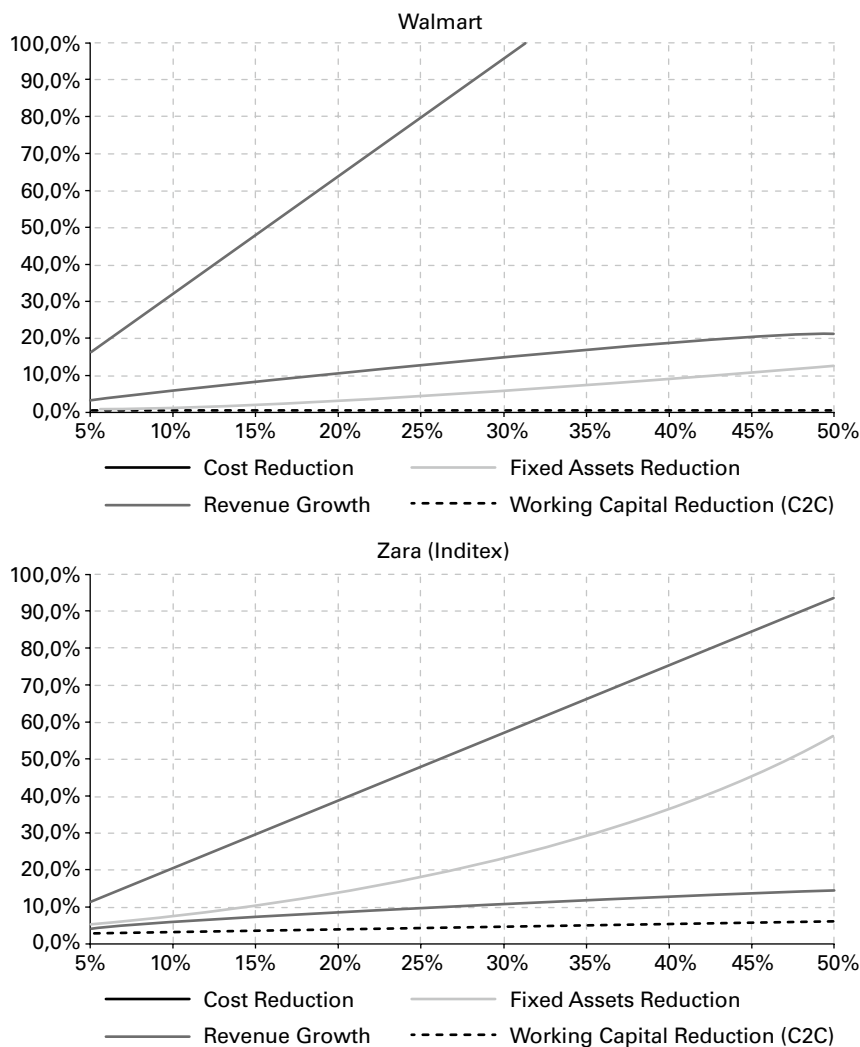 Walmart
100,0%
90,0%
80,0%
70,0%
60,0%
50,0%
40,0%
30,0%
20,0%
10,0%
0,0%
5% 10% 15% 20% 25% 30% 35% 40% 45% 50%
Cost Reduction Fixed Assets Reduction
Revenue Growth Working Capital Reduction (C2C)
Zara (Inditex)
100,0%
90,0%
80,0%
70,0%
60,0%
50,0%
40,0%
30,0%
20,0%
10,0%
0,0%
5% 10% 15% 20% 25% 30% 35% 40% 45% 50%
Cost Reduction Fixed Assets Reduction
Revenue Growth Working Capital Reduction (C2C)